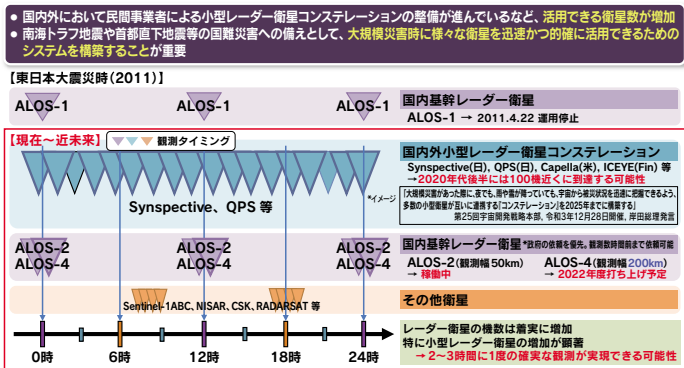 ● 国内外において民間事業者による小型レーダー衛星コンステレーションの整備が進んでいるなど、活用できる衛星数が増加
● 南海トラフ地震や首都直下地震等の国難災害への備えとして、大規模災害時に様々な衛星を迅速かつ的確に活用できるための
システムを構築することが重要
【東日本大震災時(2011)】
ALOS-1
ALOS-1
ALOS-1
国内基幹レーダー衛星
ALOS-1 → 2011.4.22 運用停止
【現在～近未来】
観測タイミング
Synspective、QPS 等
*イメージ
国内外小型レーダー衛星コンステレーション
Synspective(日), QPS(日), Capella(米), ICEYE(Fin) 等
→2020年代後半には100機近くに到達する可能性
「大規模災害があった際に、夜でも、雨や雪が降っていても、宇宙から被災状況を迅速に把握できるよう、
多数の小型衛星が互いに連携する「コンステレーション」を2025年までに構築する」
第25回宇宙開発戦略本部、令和3年12月28日開催、岸田総理発言
ALOS-2
ALOS-4
ALOS-2
ALOS-4
ALOS-2
ALOS-4
国内基幹レーダー衛星*政府の依頼を優先。観測数時間前まで依頼可能
ALOS-2(観測幅50km)
→ 稼働中
ALOS-4(観測幅200km)
→ 2022年度打ち上げ予定
Sentinel-1ABC、NISAR、CSK、RADARSAT 等
その他衛星
0時
6時
12時
18時
24時
レーダー衛星の機数は着実に増加
特に小型レーダー衛星の増加が顕著
→ 2～3時間に1度の確実な観測が実現できる可能性